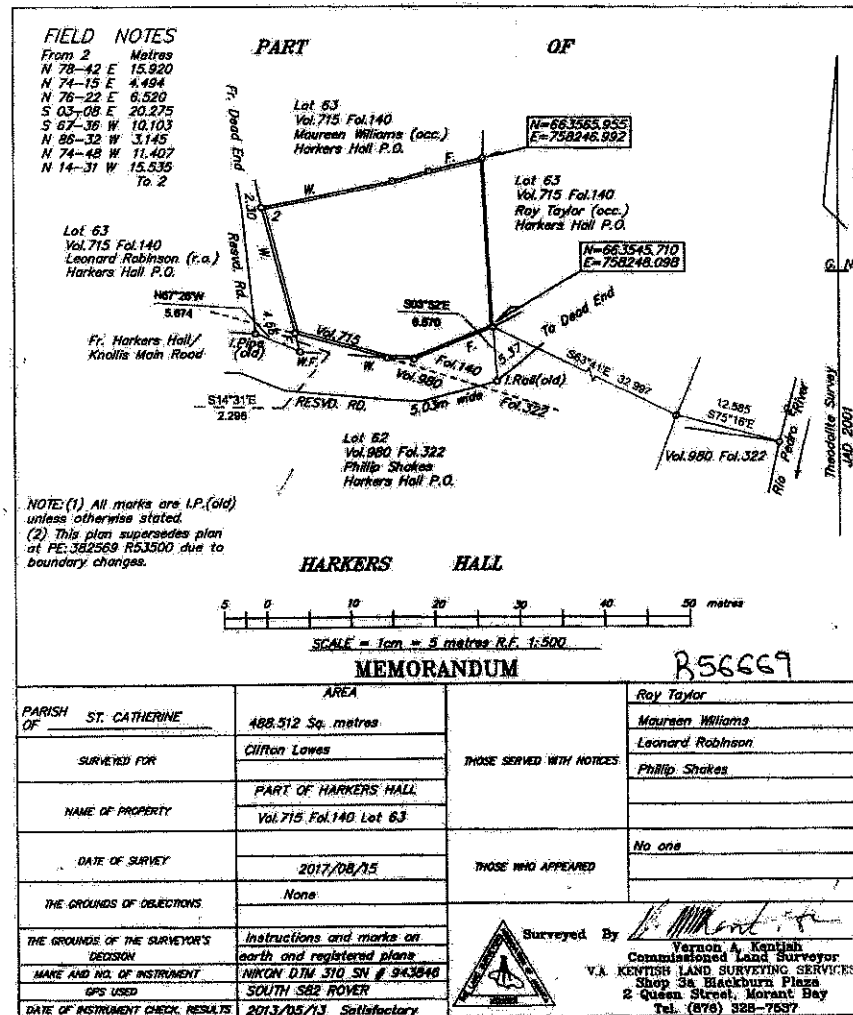 FIELD NOTES
From 2 Metres
N 78-42 E 15.920
N 74-15 E 4.494
N 76-22 E 6.520
S 03-08 E 20.275
S 67-36 W 10.103
N 86-32 W 3.145
N 74-48 W 11.407
N 14-31 W 15.535
To 2
PART OF
Fr. Dead End
2.30
Resvd. Rd.
Lot 63
Vol.715 Fol.140
Maureen Williams (occ.)
Harkers Hall P.O.
N=663565.955
E=758246.992
Lot 63
Vol.715 Fol.140
Roy Taylor (occ.)
Harkers Hall P.O.
N=663545.710
E=758248.098
G. N
W.
F.
2
W.
Lot 63
Vol.715 Fol.140
Leonard Robinson (r.o.)
Harkers Hall P.O.
N67°26'W
5.674
Fr. Harkers Hall/
Knollis Main Road
I.Pipe
(old)
W.F.
F.
Vol.715
W.
Vol.980
Fol.140
F.
S03°52'E
6.570
5.37
To Dead End
I.Rail(old)
Fol.322
S63°41'E 32.997
12.585
S75°16'E
Vol.980 Fol.322
Rio Pedro River
Theodolite Survey
JAD 2001
S14°31'E
2.296
RESVD. RD.
5.03m wide
Lot 62
Vol.980 Fol.322
Phillip Shakes
Harkers Hall P.O.
NOTE:(1) All marks are I.P.(old)
unless otherwise stated.
(2) This plan supersedes plan
at PE:382569 R53500 due to
boundary changes.
HARKERS HALL
5 0 10 20 30 40 50 metres
SCALE = 1cm = 5 metres R.F. 1:500
MEMORANDUM
R56669
PARISH OF ST. CATHERINE
AREA
488.512 Sq. metres
SURVEYED FOR
Clifton Lawes
NAME OF PROPERTY
PART OF HARKERS HALL
Vol.715 Fol.140 Lot 63
DATE OF SURVEY
2017/08/15
THE GROUNDS OF OBJECTIONS
None
THE GROUNDS OF THE SURVEYOR'S
DECISION
Instructions and marks on
earth and registered plans
MAKE AND NO. OF INSTRUMENT
NIKON DTM 310 SN # 943846
GPS USED
SOUTH S82 ROVER
DATE OF INSTRUMENT CHECK, RESULTS
2013/05/13 Satisfactory
THOSE SERVED WITH NOTICES
Roy Taylor
Maureen Williams
Leonard Robinson
Phillip Shakes
THOSE WHO APPEARED
No one
Surveyed By
Vernon A. Kentish
Commissioned Land Surveyor
V.A. KENTISH LAND SURVEYING SERVICES
Shop 3a Blackburn Plaza
2 Queen Street, Morant Bay
Tel. (876) 328-7537